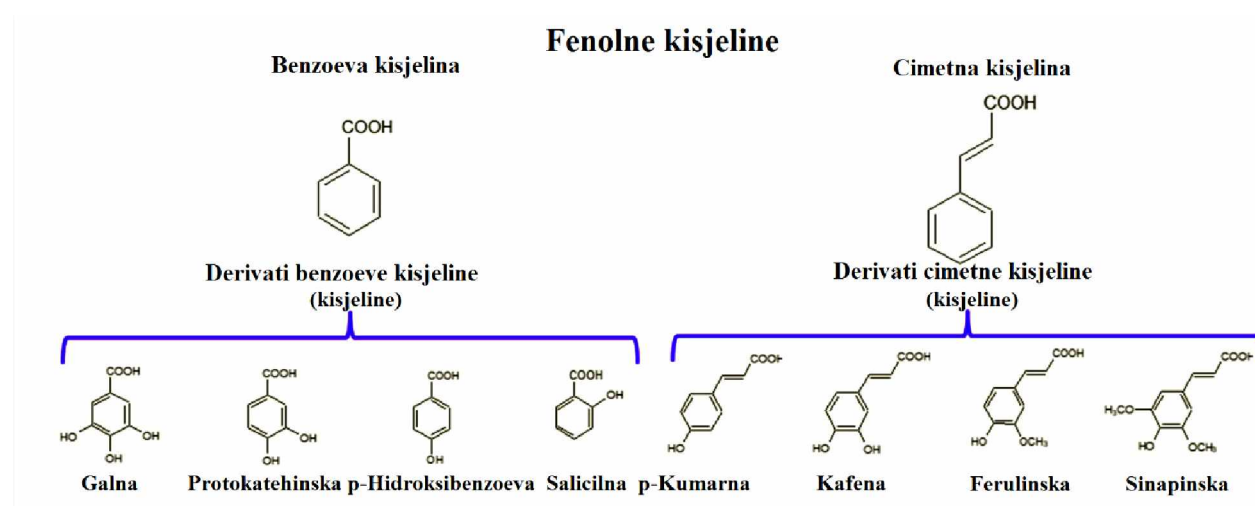 Fenolne kisjeline
Benzoeva kisjelina
COOH
Derivati benzoeve kisjeline
(kisjeline)
Cimetna kisjelina
COOH
Derivati cimetne kisjeline
(kisjeline)
COOH
HO
OH
OH
Galna
COOH
OH
OH
Protokatehinska
COOH
OH
p-Hidroksibenzoeva
COOH
OH
Salicilna
COOH
HO
p-Kumarna
COOH
HO
OH
Kafena
COOH
HO
OCH₃
Ferulinska
COOH
H₃CO
HO
OCH₃
Sinapinska